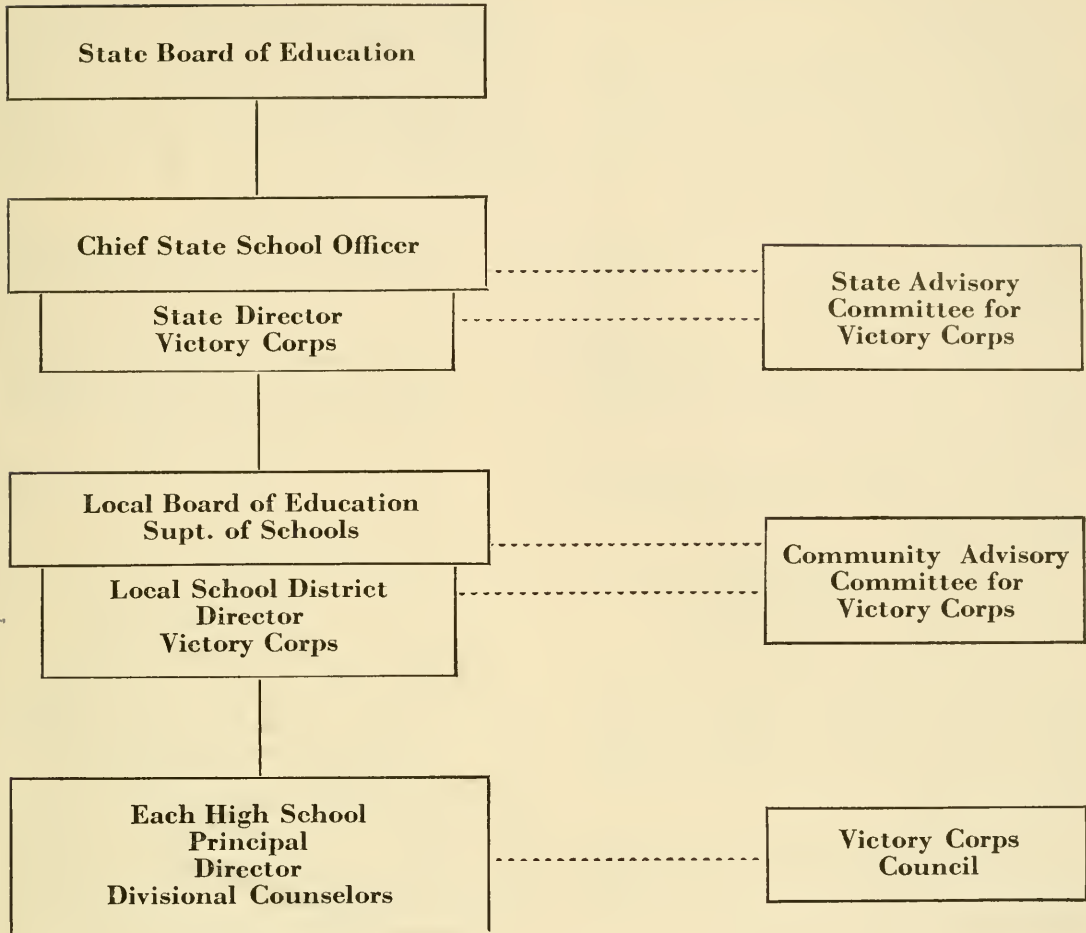 State Board of Education
Chief State School Officer
State Director
Victory Corps
State Advisory
Committee for
Victory Corps
Local Board of Education
Supt. of Schools
Local School District
Director
Victory Corps
Community Advisory
Committee for
Victory Corps
Each High School
Principal
Director
Divisional Counselors
Victory Corps
Council